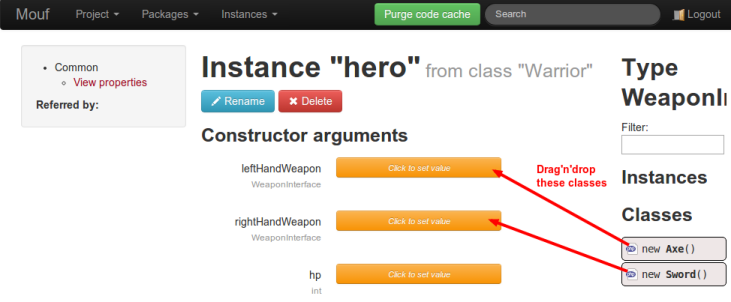 Mouf Project Packages Instances Purge code cache Search Logout
Common
View properties
Referred by:
Instance "hero" from class "Warrior"
Rename Delete
Constructor arguments
leftHandWeapon Click to set value
WeaponInterface
rightHandWeapon Click to set value
WeaponInterface
hp Click to set value
int
Drag'n'drop
these classes
Type
Filter:
Instances
Classes
new Axe()
new Sword()